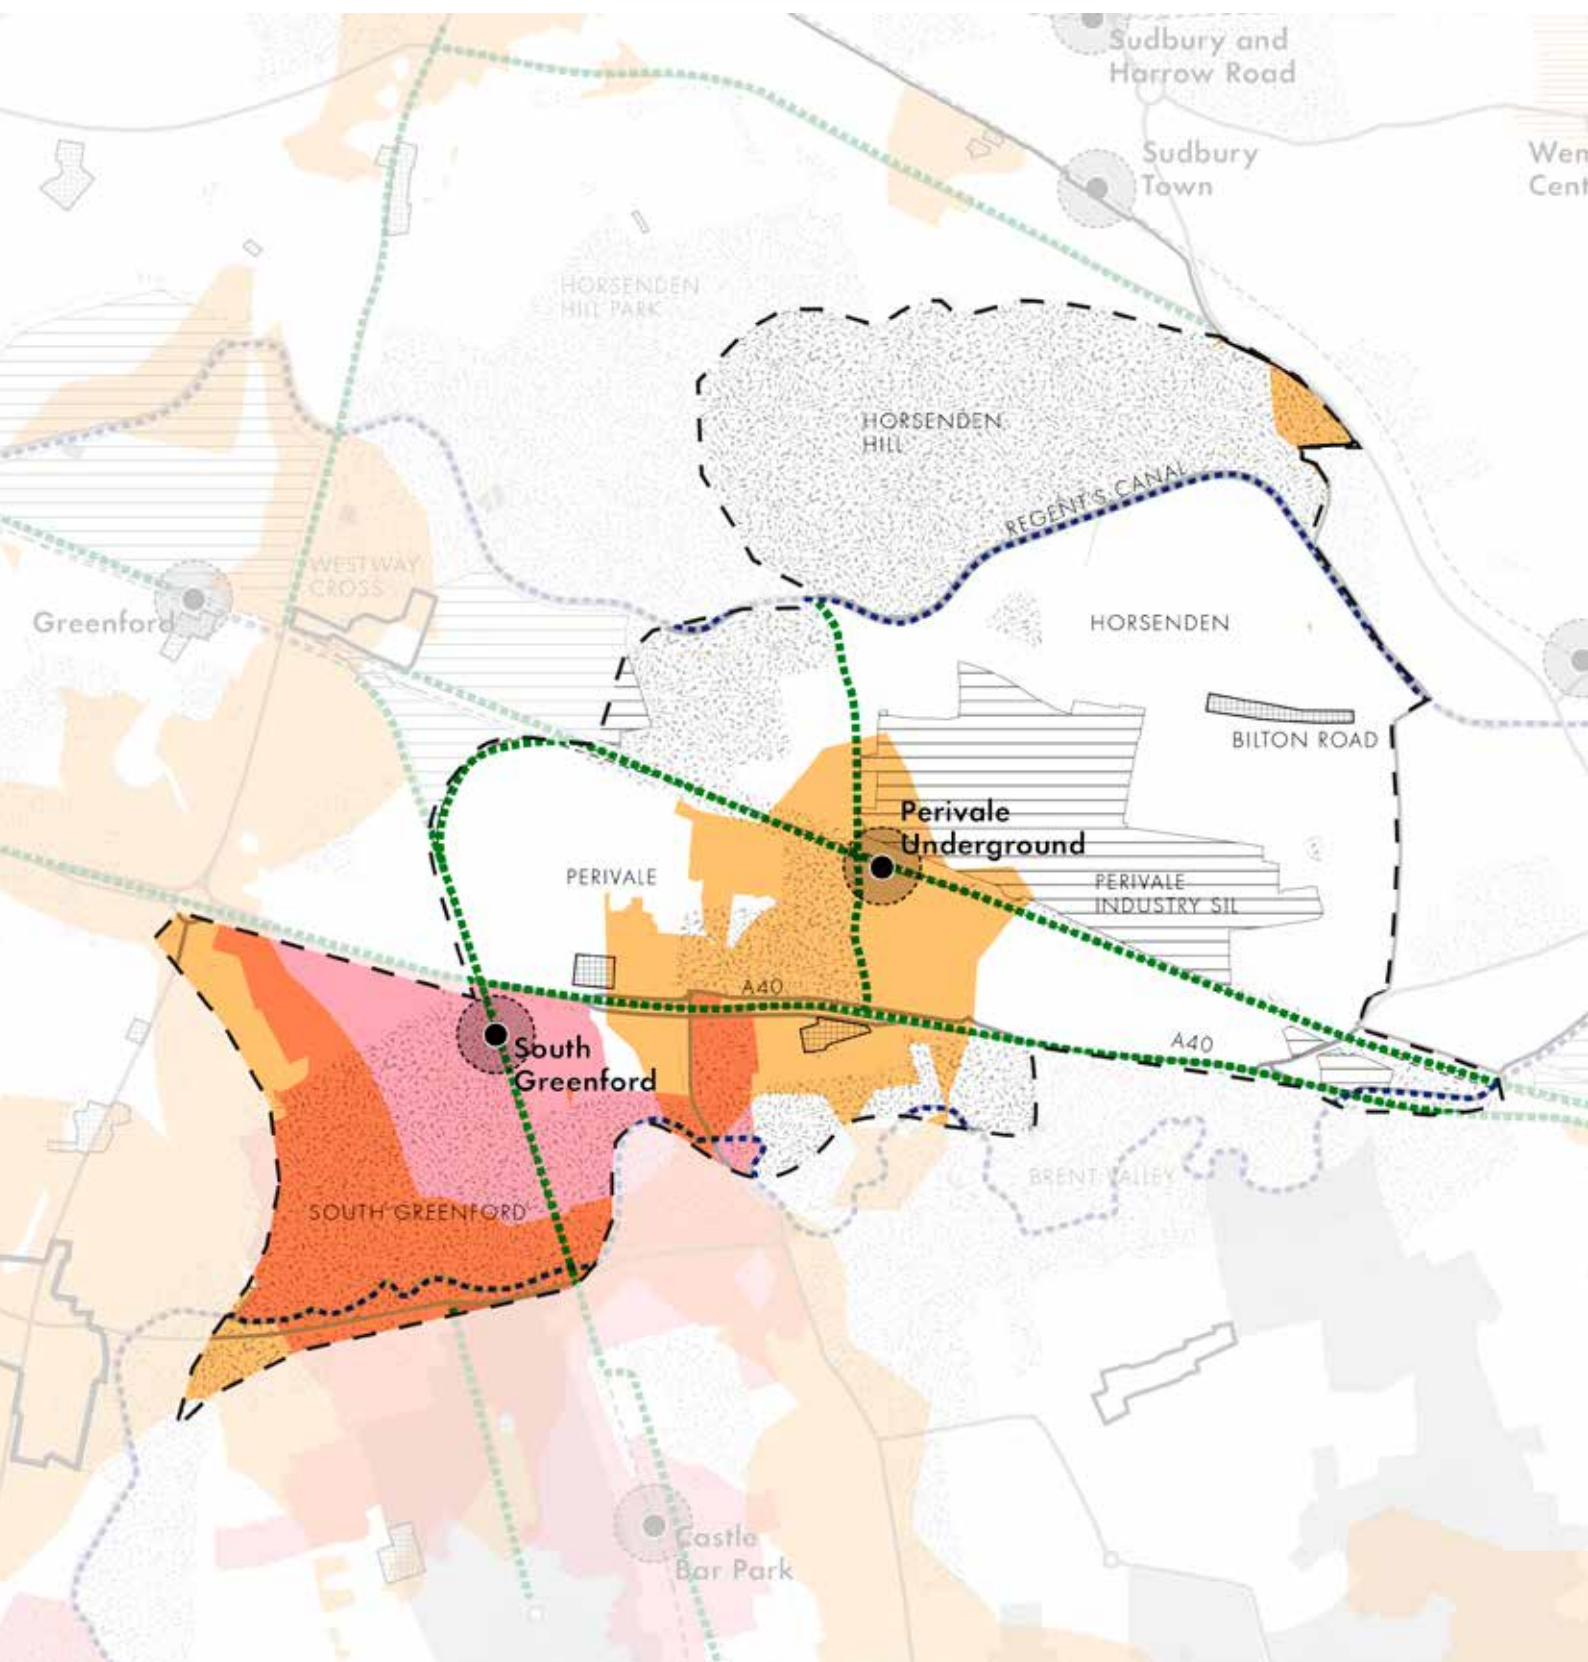 Sudbury and
Harrow Road
Sudbury
Town
Wem
Cent
HORSENDEN
HILL PARK
HORSENDEN
HILL
REGENT'S CANAL
WESTWAY
CROSS
Greenford
HORSENDEN
BILTON ROAD
Perivale
Underground
PERIVALE
PERIVALE
INDUSTRY SIL
A40
A40
South
Greenford
BRENT VALLEY
SOUTH GREENFORD
Castle
Bar Park